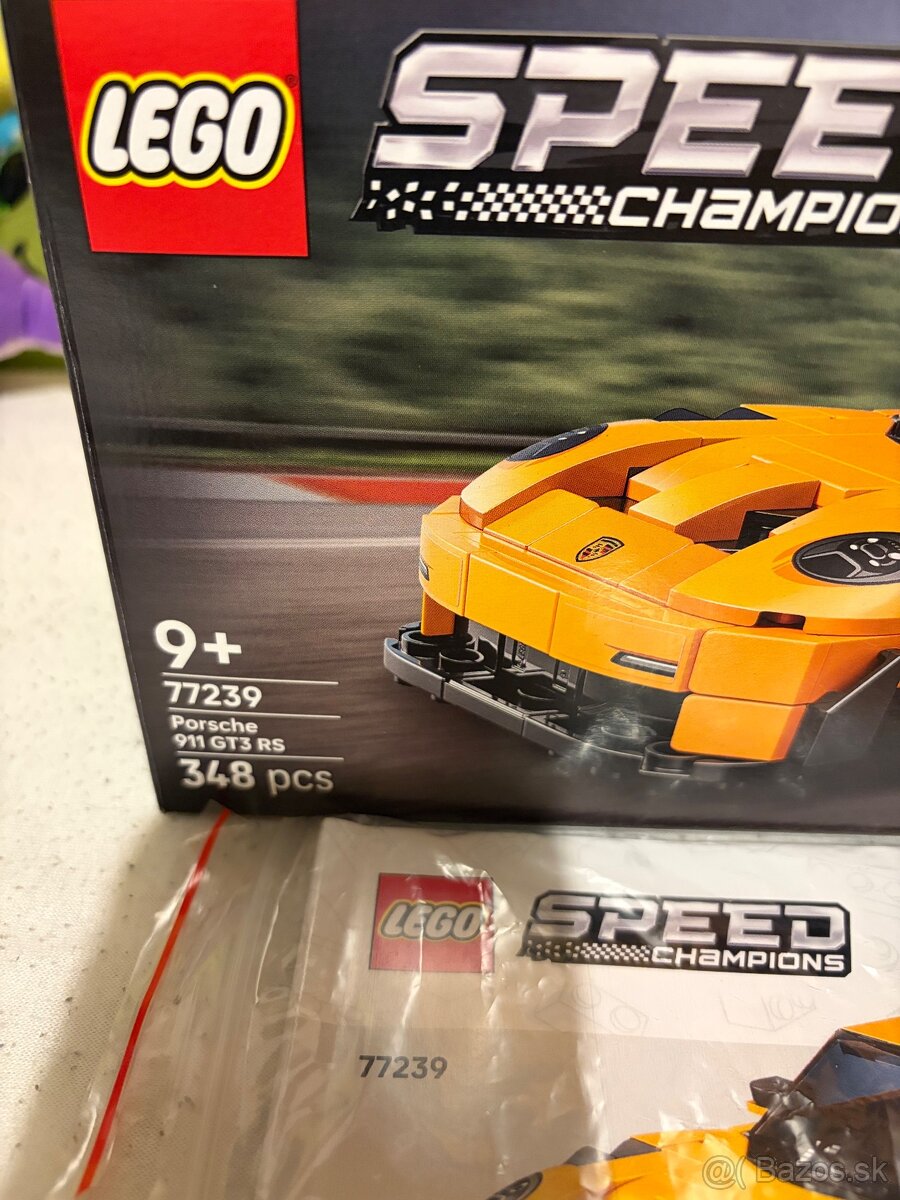 LEGO
SPEE
CHAMPIO
9+
77239
Porsche
911 GT3 RS
348 pcs
LEGO
SPEED
CHAMPIONS
77239
@( Bazos.sk